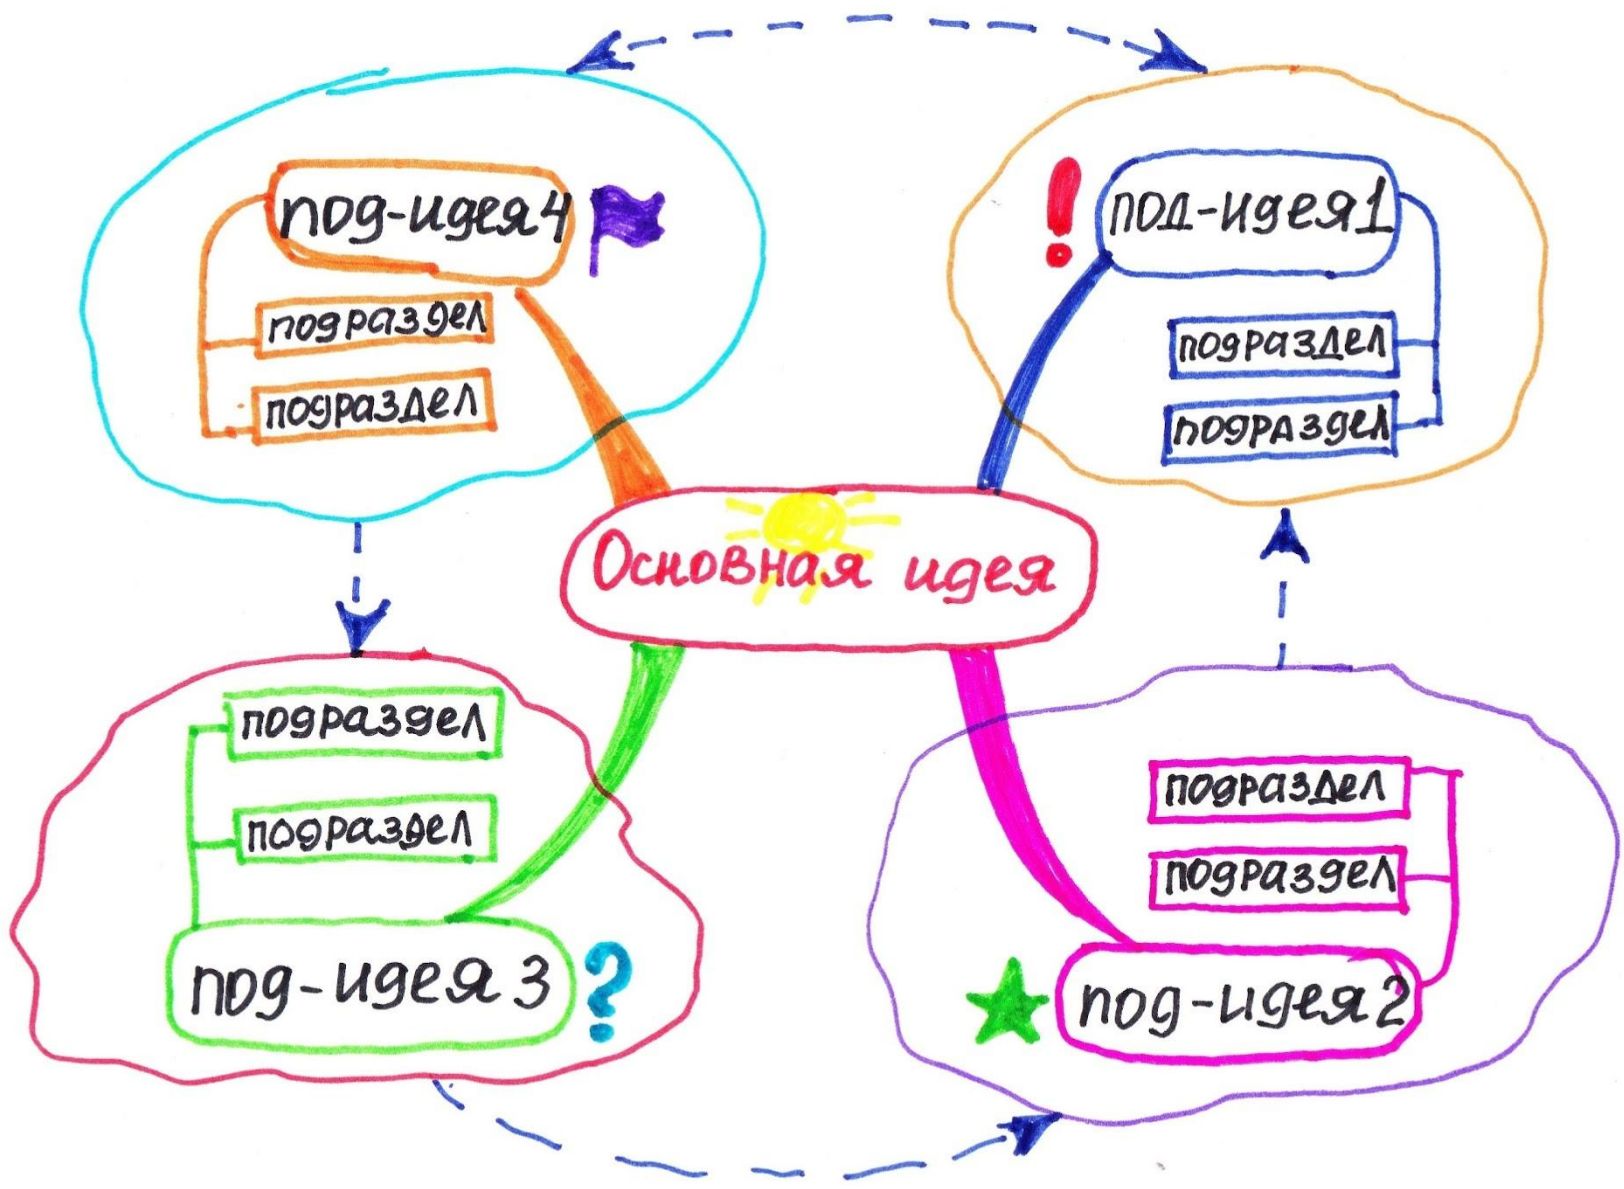 под-идея 4
подраздел
подраздел
под-идея 1
подраздел
подраздел
Основная идея
подраздел
подраздел
под-идея 3
подраздел
подраздел
под-идея 2